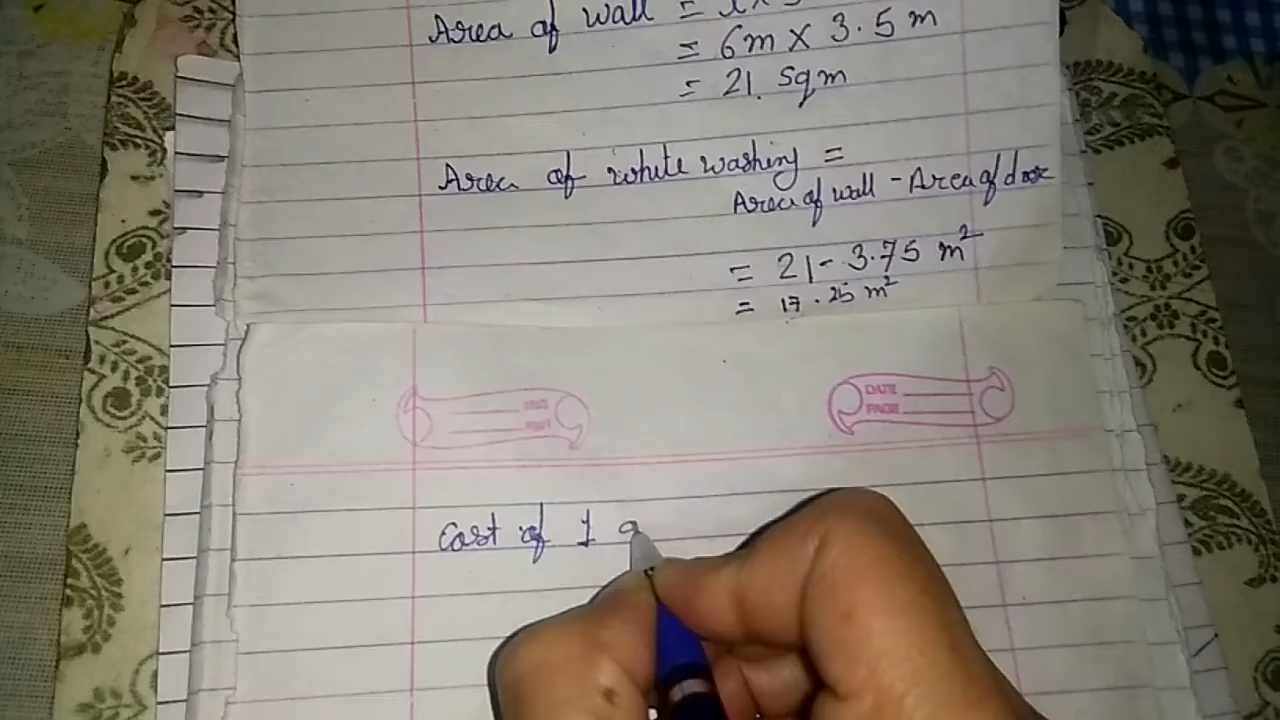 Area of wall =
= 6m × 3.5 m
= 21 sqm
Area of white washing =
Area of wall - Area of door
= 21 - 3.75 m²
= 17.25 m²
DATE
PAGE
Cost of 1